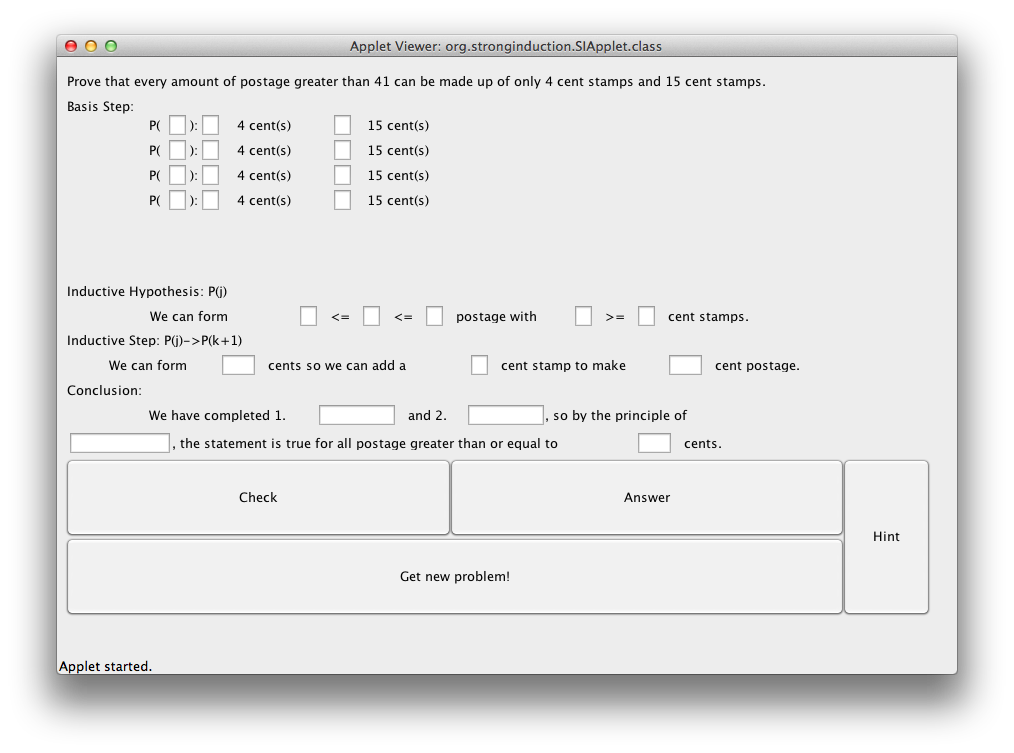 Applet Viewer: org.stronginduction.SIApplet.class
Prove that every amount of postage greater than 41 can be made up of only 4 cent stamps and 15 cent stamps.
Basis Step:
P( ): 4 cent(s) 15 cent(s)
P( ): 4 cent(s) 15 cent(s)
P( ): 4 cent(s) 15 cent(s)
P( ): 4 cent(s) 15 cent(s)
Inductive Hypothesis: P(j)
We can form <= <= postage with >= cent stamps.
Inductive Step: P(j)->P(k+1)
We can form cents so we can add a cent stamp to make cent postage.
Conclusion:
We have completed 1. and 2. , so by the principle of
, the statement is true for all postage greater than or equal to cents.
Check Answer
Hint
Get new problem!
Applet started.